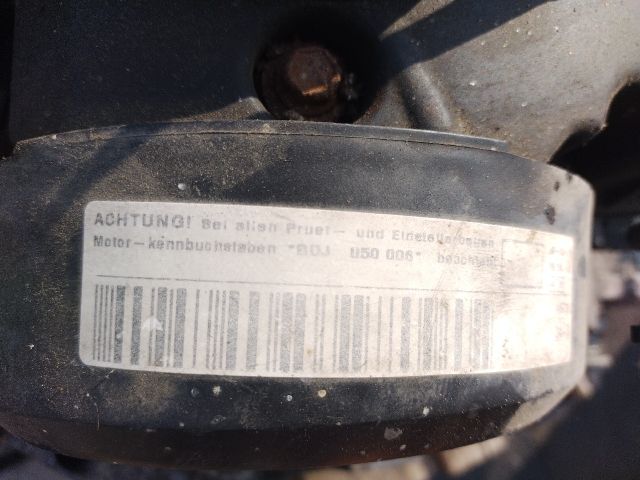 ACHTUNG! Bei allen Pruef- und Einstellarbeiten
Motor-kennbuchstaben "BDJ 050 006" beachten